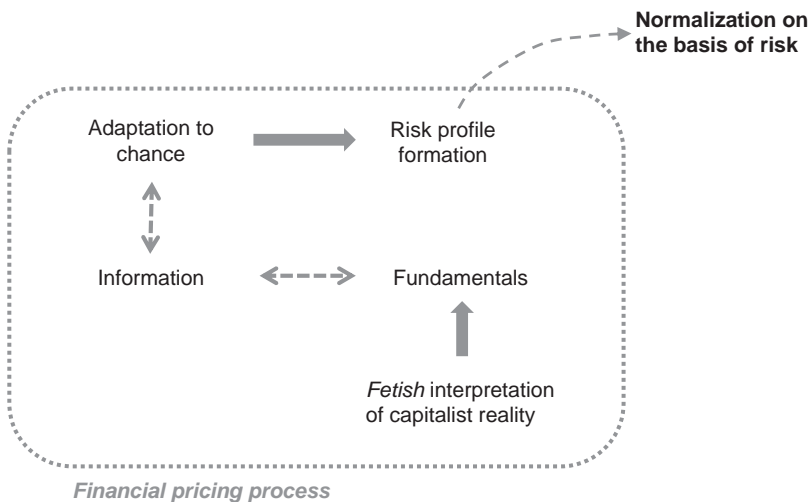 Normalization on
the basis of risk
Adaptation to
chance
Risk profile
formation
Information
Fundamentals
Fetish interpretation
of capitalist reality
Financial pricing process